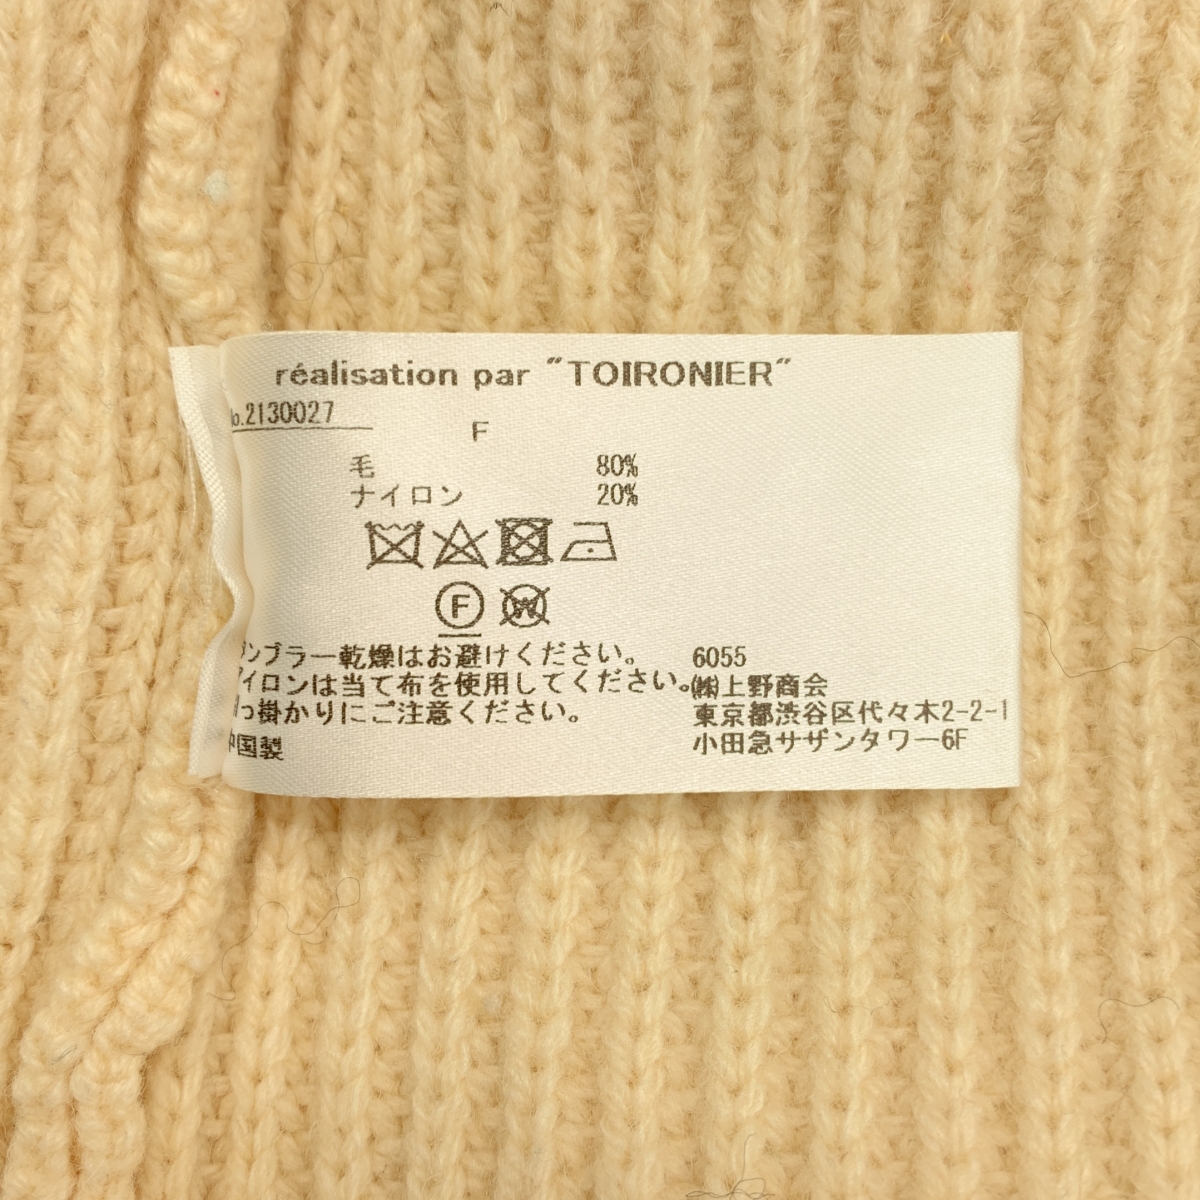 réalisation par "TOIRONIER"
No.2130027
F
毛 80%
ナイロン 20%
F
W
タンブラー乾燥はお避けください。
アイロンは当て布を使用してください。
引っ掛かりにご注意ください。
中国製
6055
㈱上野商会
東京都渋谷区代々木2-2-1
小田急サザンタワー6F